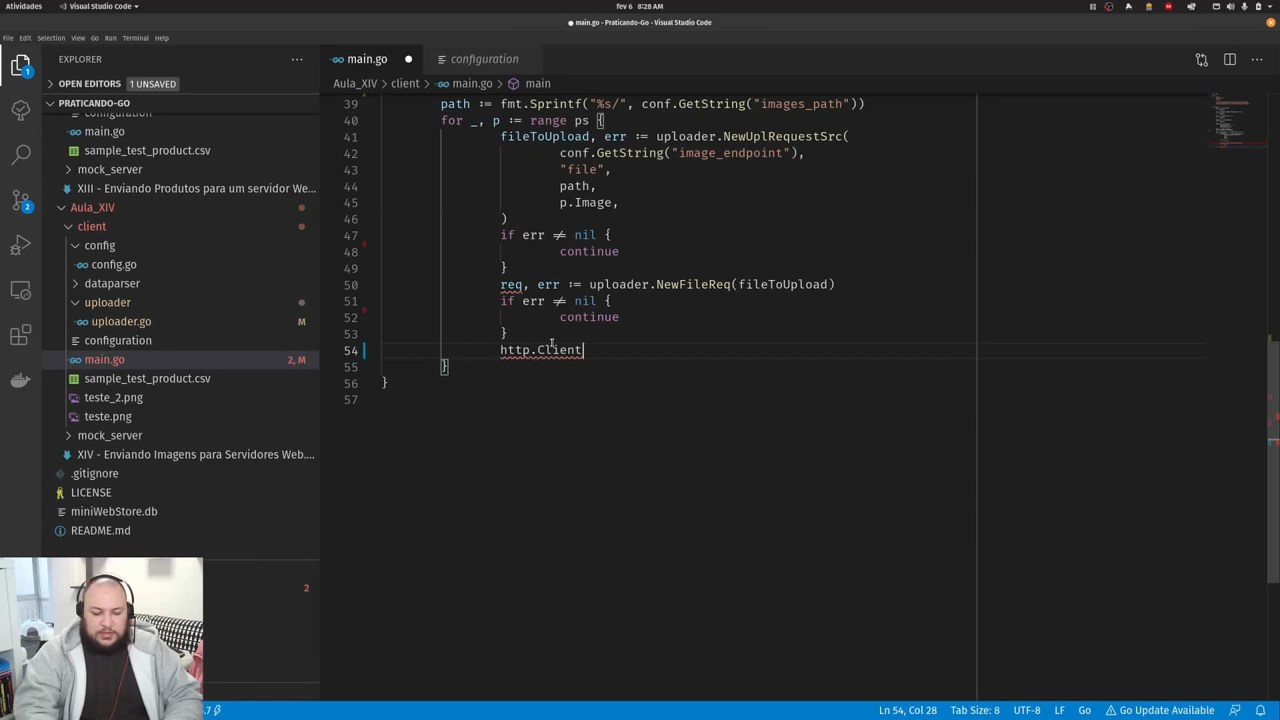 Atividades
Visual Studio Code
fev 6 8:28 AM
● main.go - Praticando-Go - Visual Studio Code
File Edit Selection View Go Run Terminal Help
EXPLORER
main.go
configuration
OPEN EDITORS
1 UNSAVED
Aula_XIV > client > main.go > main
PRATICANDO-GO
configuration
main.go
sample_test_product.csv
mock_server
XIII - Enviando Produtos para um servidor We...
Aula_XIV
client
config
config.go
dataparser
uploader
uploader.go M
configuration
main.go 2, M
sample_test_product.csv
teste_2.png
teste.png
mock_server
XIV - Enviando Imagens para Servidores Web....
.gitignore
LICENSE
miniWebStore.db
README.md
1
2
2
39 path := fmt.Sprintf("%s/", conf.GetString("images_path"))
40 for _, p := range ps {
41 fileToUpload, err := uploader.NewUplRequestSrc(
42 conf.GetString("image_endpoint"),
43 "file",
44 path,
45 p.Image,
46 )
47 if err ≠ nil {
48 continue
49 }
50 req, err := uploader.NewFileReq(fileToUpload)
51 if err ≠ nil {
52 continue
53 }
54 http.Client
55 }
56 }
57
.7
Ln 54, Col 28
Tab Size: 8
UTF-8
LF
Go
Go Update Available